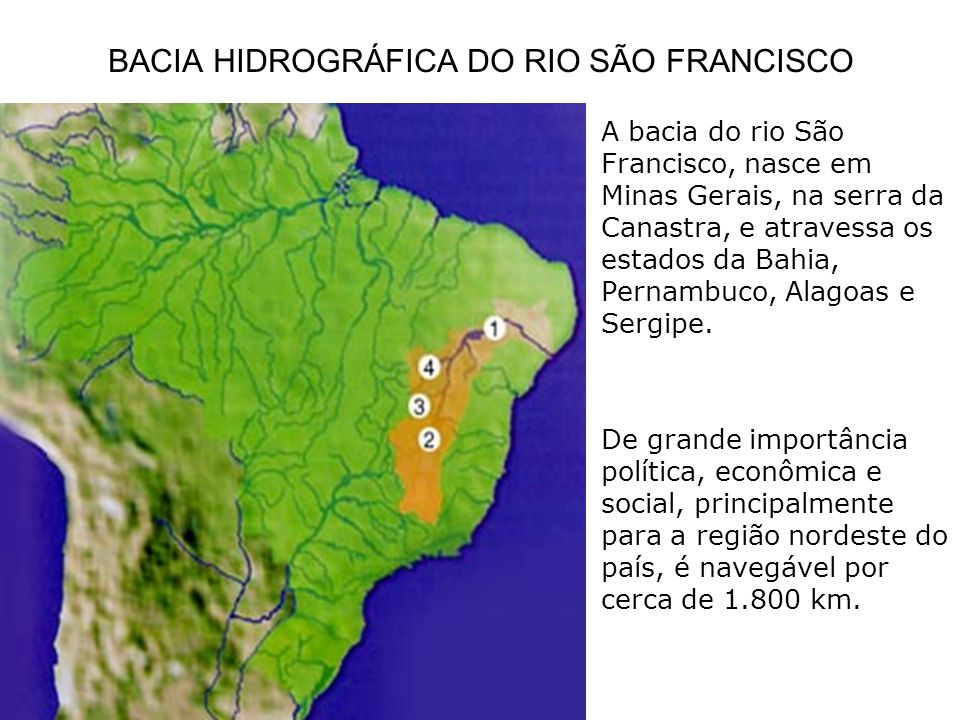 BACIA HIDROGRÁFICA DO RIO SÃO FRANCISCO
A bacia do rio São
Francisco, nasce em
Minas Gerais, na serra da
Canastra, e atravessa os
estados da Bahia,
Pernambuco, Alagoas e
Sergipe.
De grande importância
política, econômica e
social, principalmente
para a região nordeste do
país, é navegável por
cerca de 1.800 km.
1
4
3
2